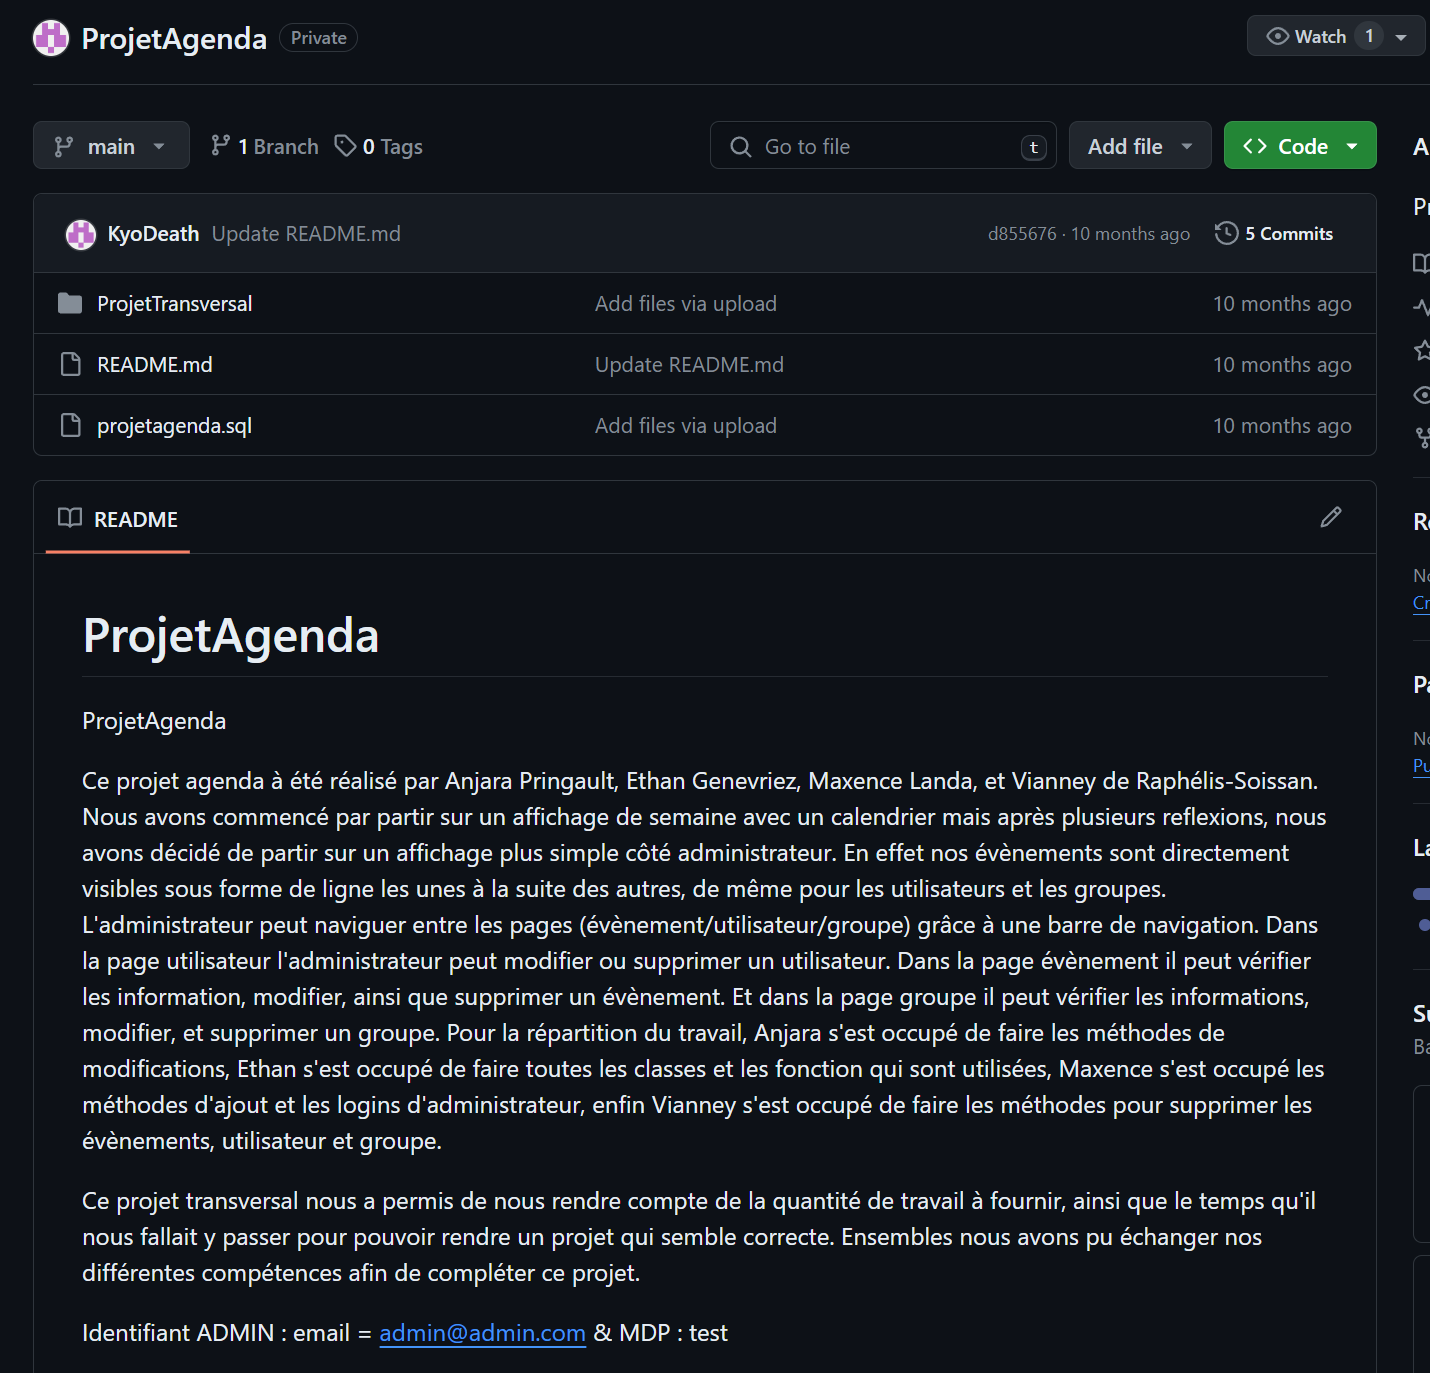 ProjetAgenda Private Watch 1
main 1 Branch 0 Tags Go to file t Add file Code
KyoDeath Update README.md d855676 · 10 months ago 5 Commits
ProjetTransversal Add files via upload 10 months ago
README.md Update README.md 10 months ago
projetagenda.sql Add files via upload 10 months ago
README
ProjetAgenda
ProjetAgenda
Ce projet agenda à été réalisé par Anjara Pringault, Ethan Genevriez, Maxence Landa, et Vianney de Raphélis-Soissan.
Nous avons commencé par partir sur un affichage de semaine avec un calendrier mais après plusieurs reflexions, nous
avons décidé de partir sur un affichage plus simple côté administrateur. En effet nos évènements sont directement
visibles sous forme de ligne les unes à la suite des autres, de même pour les utilisateurs et les groupes.
L'administrateur peut naviguer entre les pages (évènement/utilisateur/groupe) grâce à une barre de navigation. Dans
la page utilisateur l'administrateur peut modifier ou supprimer un utilisateur. Dans la page évènement il peut vérifier
les information, modifier, ainsi que supprimer un évènement. Et dans la page groupe il peut vérifier les informations,
modifier, et supprimer un groupe. Pour la répartition du travail, Anjara s'est occupé de faire les méthodes de
modifications, Ethan s'est occupé de faire toutes les classes et les fonction qui sont utilisées, Maxence s'est occupé les
méthodes d'ajout et les logins d'administrateur, enfin Vianney s'est occupé de faire les méthodes pour supprimer les
évènements, utilisateur et groupe.
Ce projet transversal nous a permis de nous rendre compte de la quantité de travail à fournir, ainsi que le temps qu'il
nous fallait y passer pour pouvoir rendre un projet qui semble correcte. Ensembles nous avons pu échanger nos
différentes compétences afin de compléter ce projet.
Identifiant ADMIN : email = admin@admin.com & MDP : test